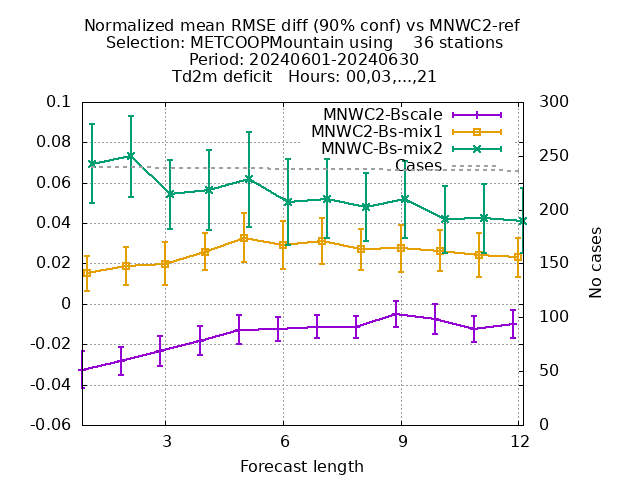 Normalized mean RMSE diff (90% conf) vs MNWC2-ref
Selection: METCOOPMountain using    36 stations
Period: 20240601-20240630
Td2m deficit   Hours: 00,03,...,21
MNWC2-Bscale
MNWC2-Bs-mix1
MNWC-Bs-mix2
Cases
0.1
0.08
0.06
0.04
0.02
0
-0.02
-0.04
-0.06
300
250
200
150
100
50
0
No cases
3
6
9
12
Forecast length